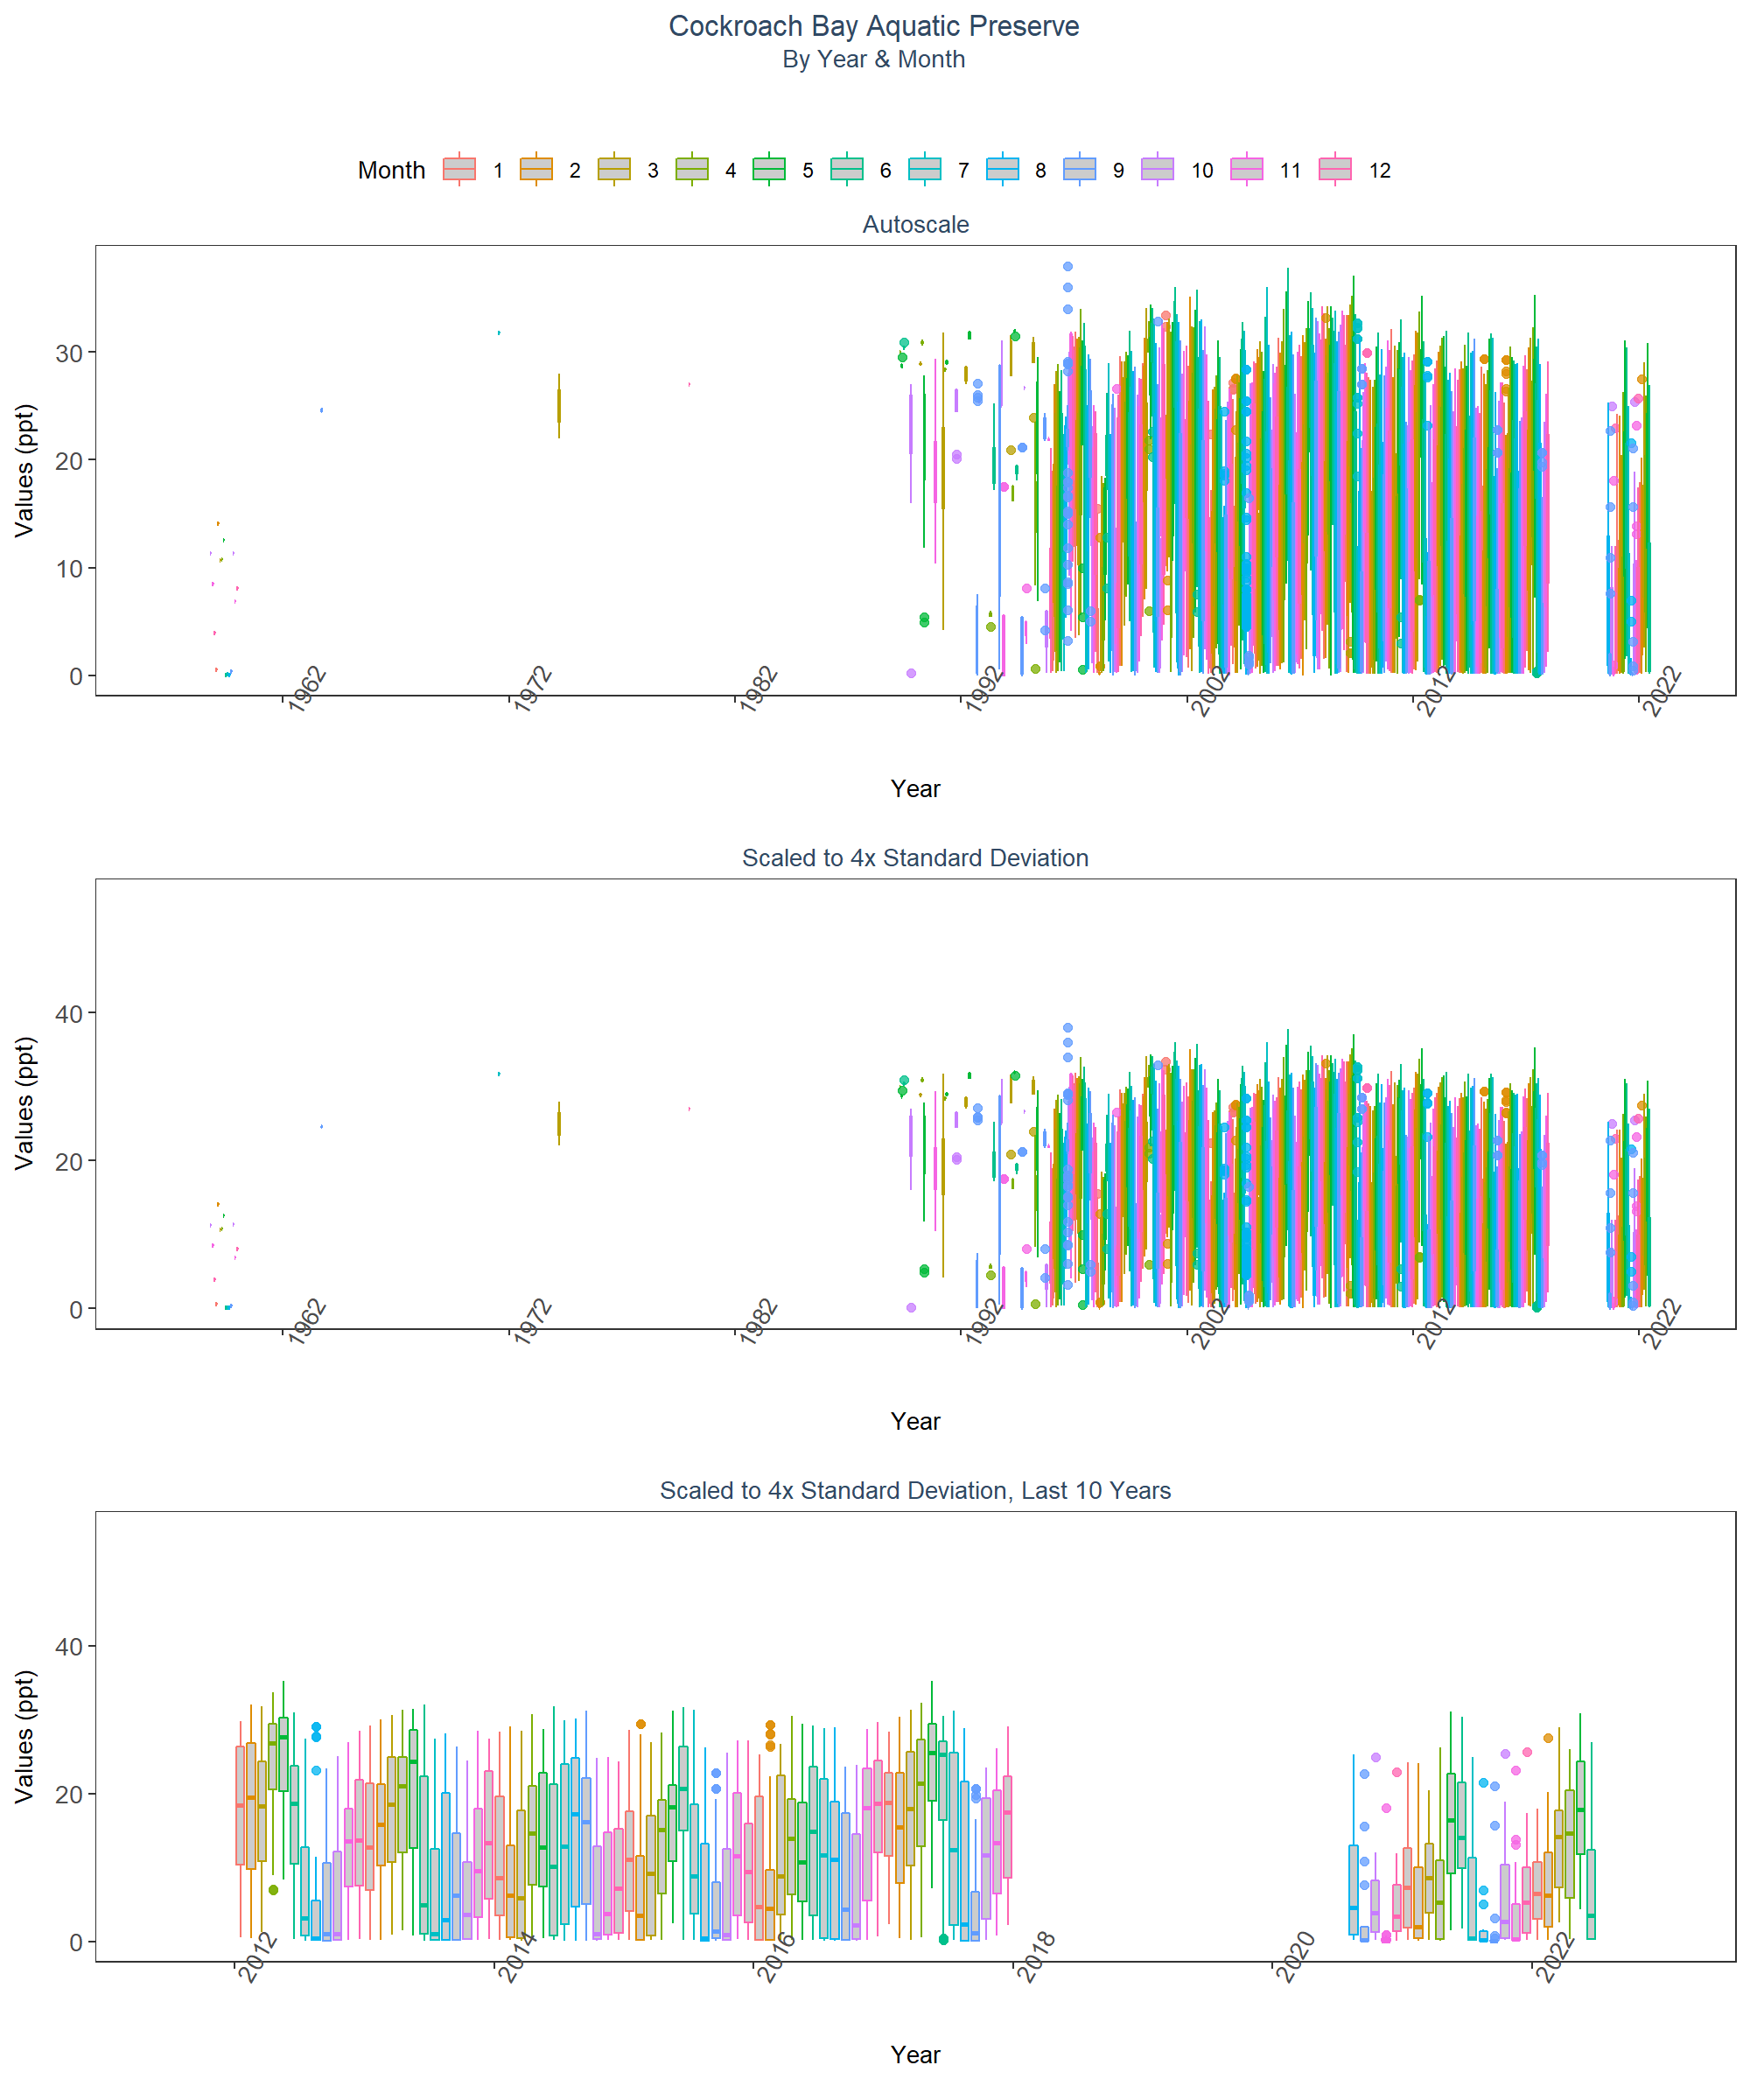 Cockroach Bay Aquatic Preserve
By Year & Month
Month 1 2 3 4 5 6 7 8 9 10 11 12
Autoscale
Values (ppt)
30
20
10
0
1962 1972 1982 1992 2002 2012 2022
Year
Scaled to 4x Standard Deviation
Values (ppt)
40
20
0
1962 1972 1982 1992 2002 2012 2022
Year
Scaled to 4x Standard Deviation, Last 10 Years
Values (ppt)
40
20
0
2012 2014 2016 2018 2020 2022
Year